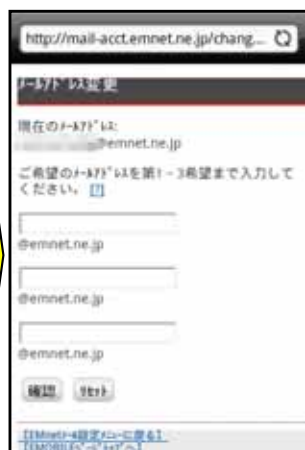 http://mail-acct.emnet.ne.jp/chang...
ﾒｰﾙｱﾄﾞﾚｽ変更
現在のﾒｰﾙｱﾄﾞﾚｽ:
@emnet.ne.jp
ご希望のﾒｰﾙｱﾄﾞﾚｽを第1-3希望まで入力して
ください。 [?]
@emnet.ne.jp
@emnet.ne.jp
@emnet.ne.jp
確認 ﾘｾｯﾄ
[EMnetﾒｰﾙ設定ﾒﾆｭｰに戻る]